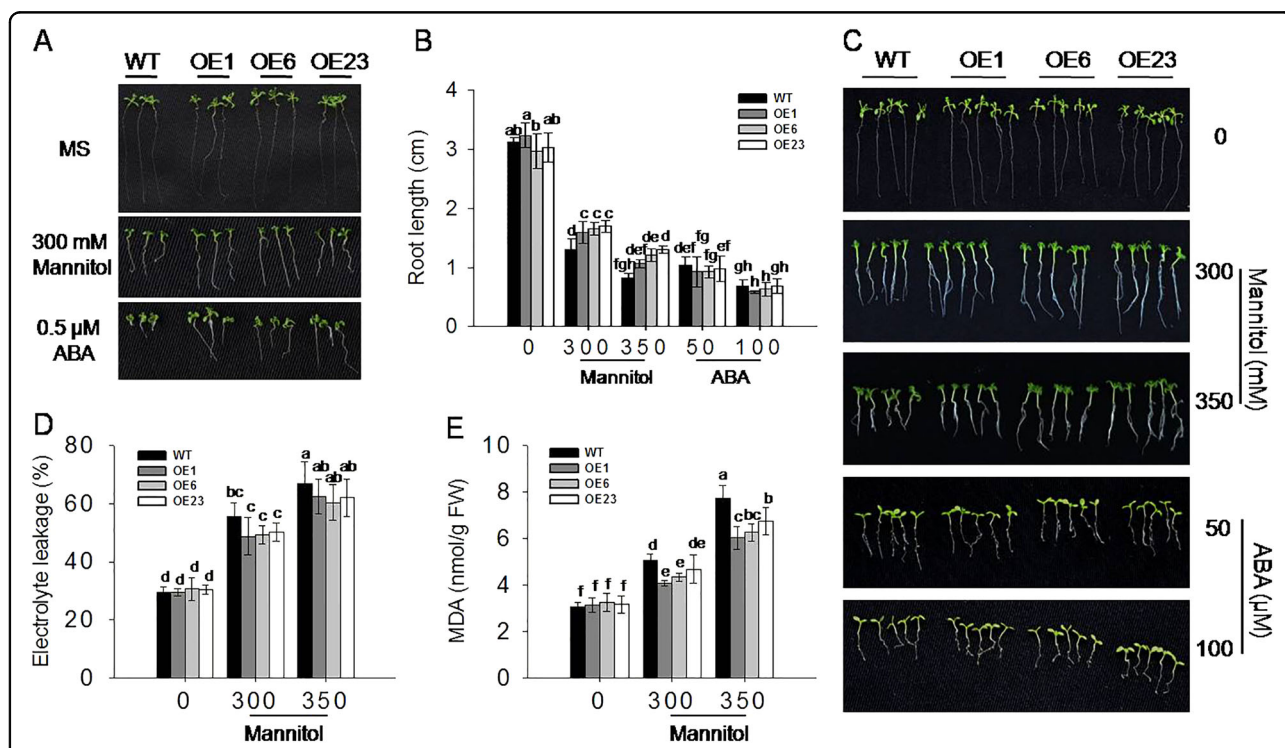 A
WT OE1 OE6 OE23
MS
300 mM
Mannitol
0.5 µM
ABA
B
Root length (cm)
4
3
2
1
0
WT
OE1
OE6
OE23
ab a b ab
d c c c
fgh def de d
def fg fg ef
gh h h gh
0 300 350 50 100
Mannitol ABA
C
WT OE1 OE6 OE23
0
300
350
Mannitol (mM)
50
100
ABA (µM)
D
Electrolyte leakage (%)
80
60
40
20
0
WT
OE1
OE6
OE23
d d d d
bc c c c
a ab ab ab
0 300 350
Mannitol
E
MDA (nmol/g FW)
10
8
6
4
2
0
WT
OE1
OE6
OE23
f f f f
d e e de
a c bc b
0 300 350
Mannitol